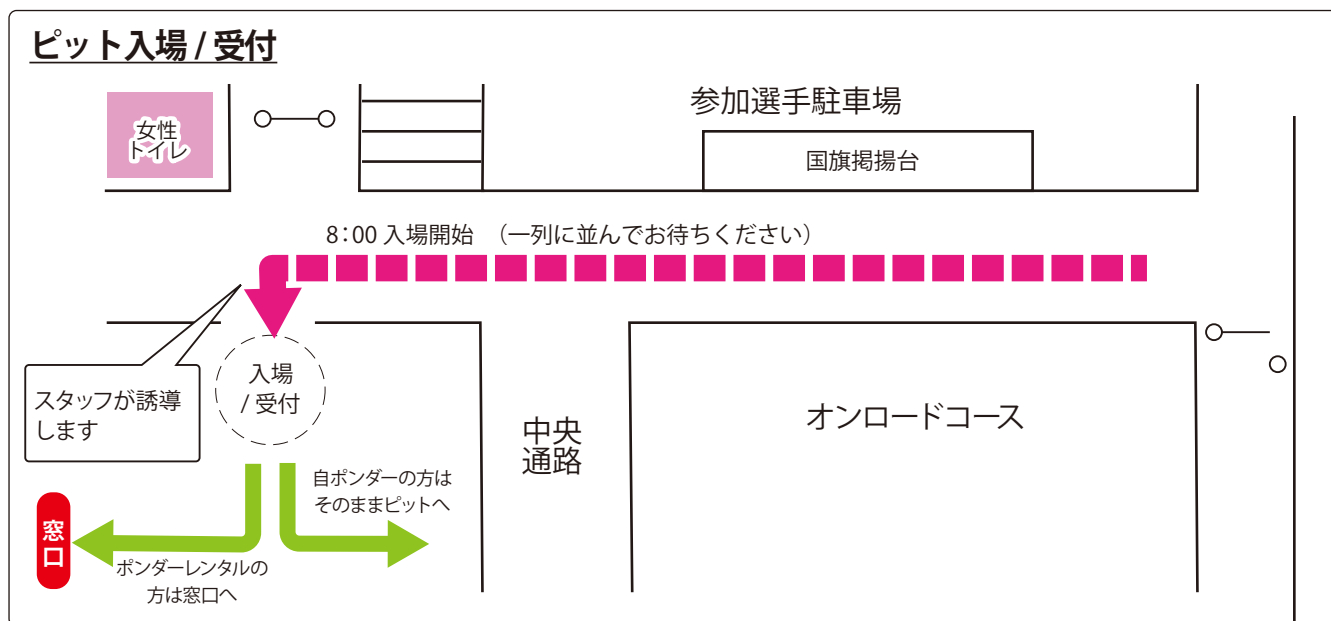 ピット入場 / 受付
女性
トイレ
参加選手駐車場
国旗掲揚台
8：00 入場開始　（一列に並んでお待ちください）
スタッフが誘導
します
入場
/ 受付
中央
通路
オンロードコース
自ポンダーの方は
そのままピットへ
窓口
ポンダーレンタルの
方は窓口へ